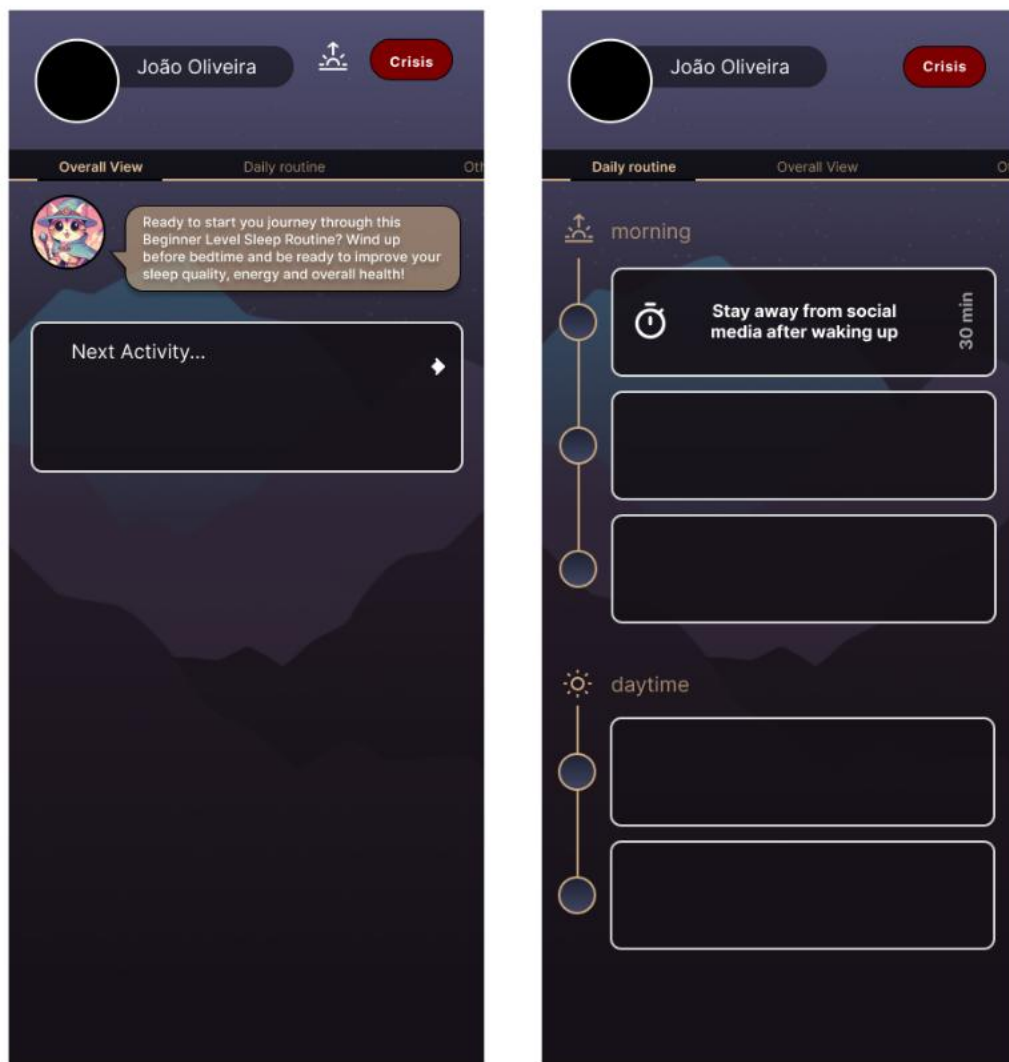 João Oliveira
Crisis
Overall View
Daily routine
Oth
Ready to start you journey through this
Beginner Level Sleep Routine? Wind up
before bedtime and be ready to improve your
sleep quality, energy and overall health!
Next Activity...
João Oliveira
Crisis
Daily routine
Overall View
O
morning
Stay away from social
media after waking up
30 min
daytime